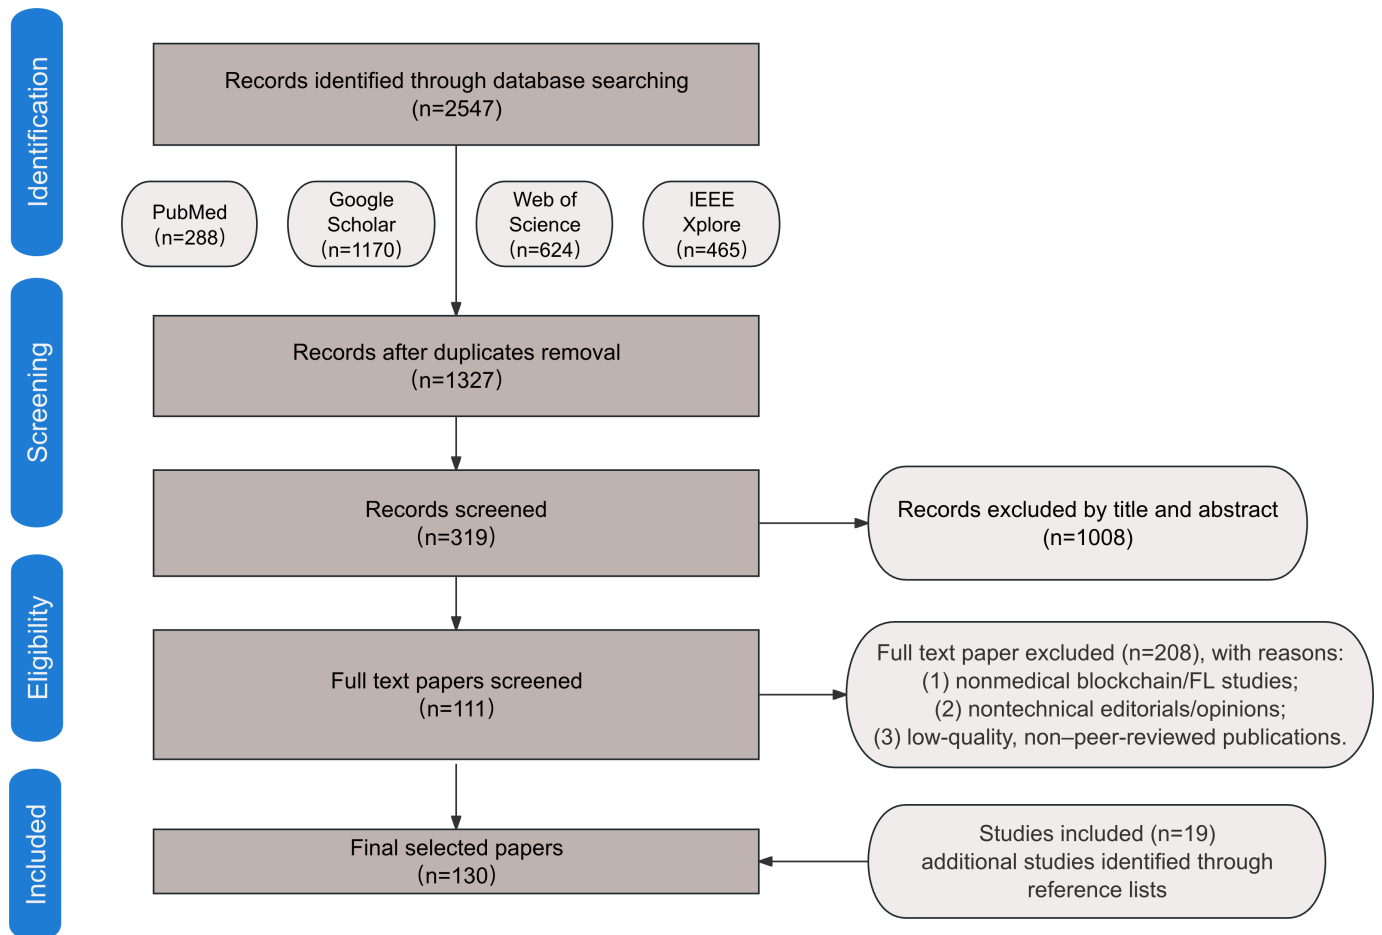 Identification
Records identified through database searching
(n=2547)
PubMed
(n=288)
Google
Scholar
(n=1170)
Web of
Science
(n=624)
IEEE
Xplore
(n=465)
Screening
Records after duplicates removal
(n=1327)
Records screened
(n=319)
Records excluded by title and abstract
(n=1008)
Eligibility
Full text papers screened
(n=111)
Full text paper excluded (n=208), with reasons:
(1) nonmedical blockchain/FL studies;
(2) nontechnical editorials/opinions;
(3) low-quality, non–peer-reviewed publications.
Included
Final selected papers
(n=130)
Studies included (n=19)
additional studies identified through
reference lists